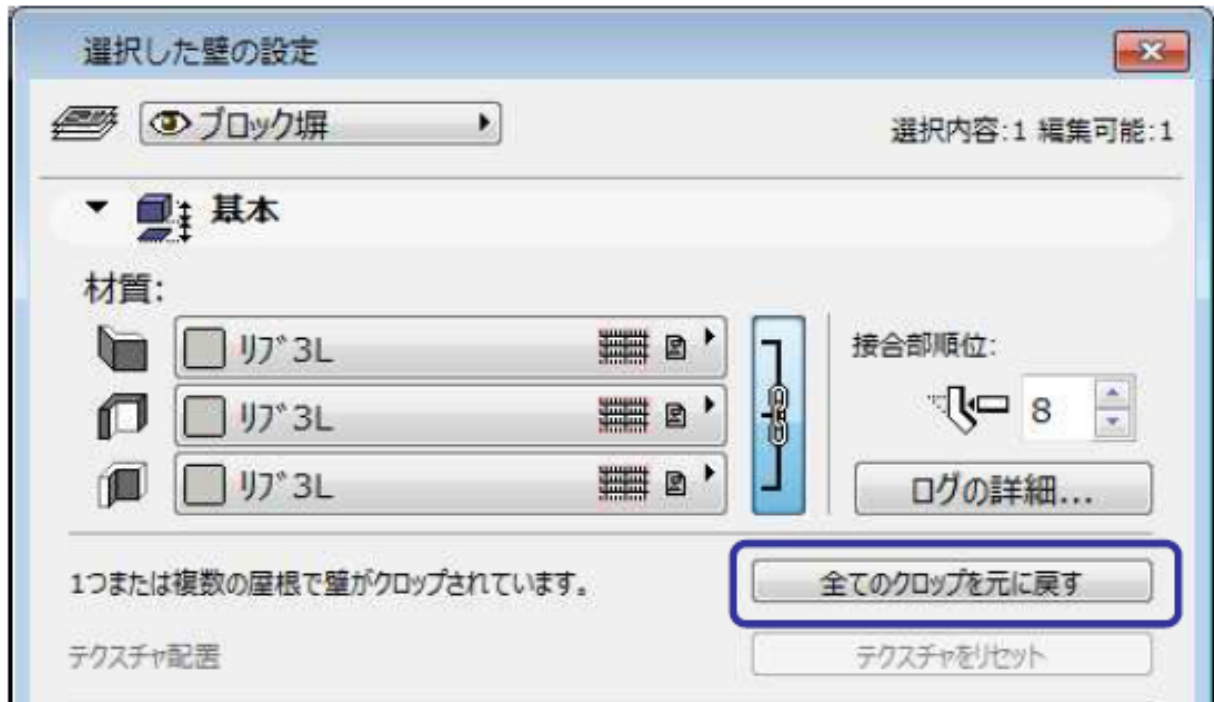 選択した壁の設定
ブロック塀
選択内容:1 編集可能:1
基本
材質:
ﾘﾌﾞ3L
ﾘﾌﾞ3L
ﾘﾌﾞ3L
接合部順位:
8
ログの詳細...
1つまたは複数の屋根で壁がクロップされています。
全てのクロップを元に戻す
テクスチャ配置
テクスチャをリセット